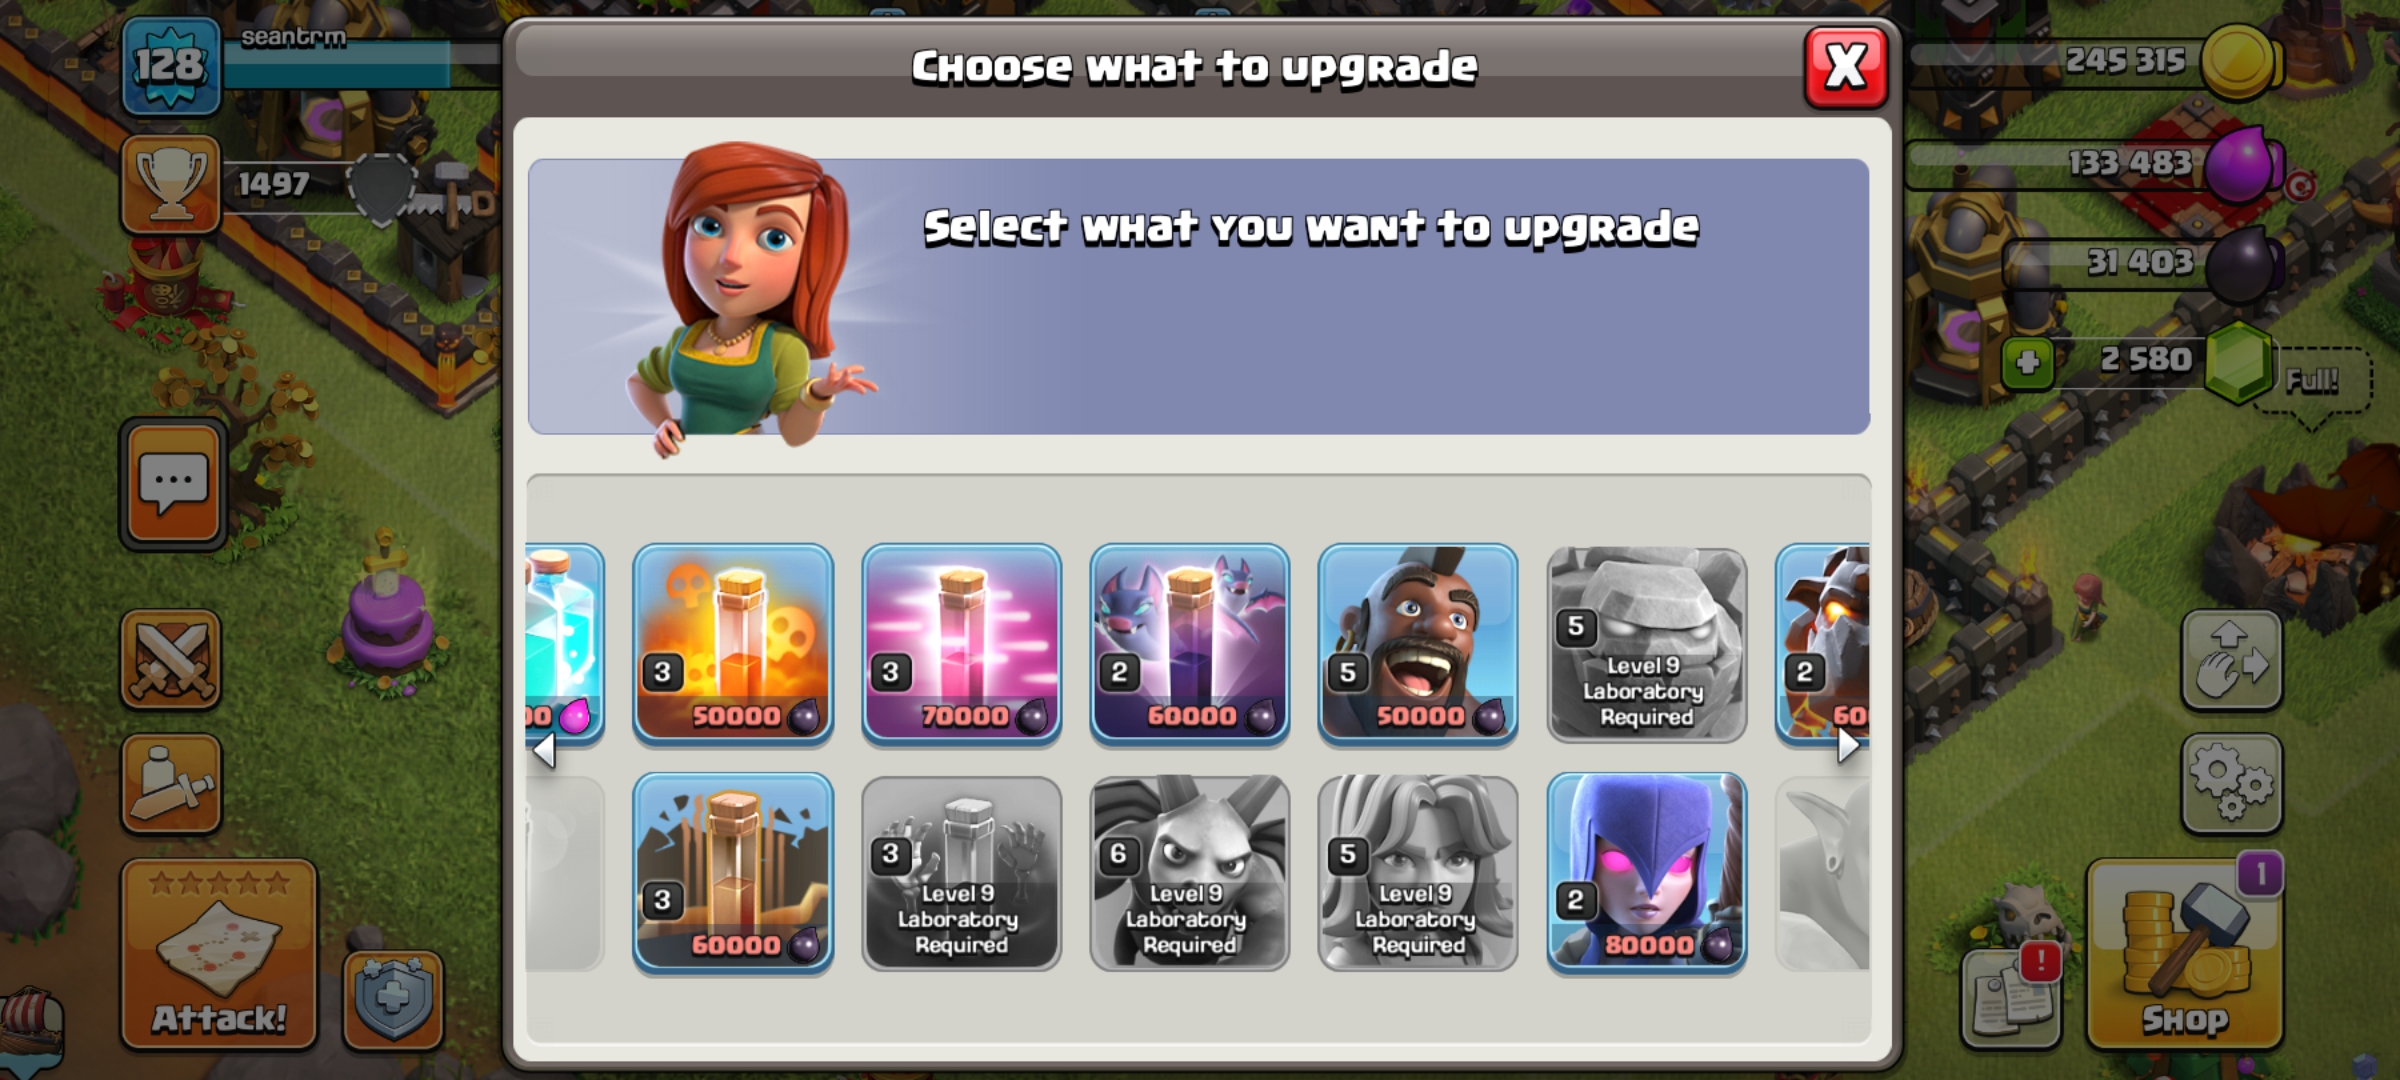 128
seantrm
1497
Choose what to upgrade
X
245 315
133 483
31 403
2 580
Full!
Select what you want to upgrade
00
3
50000
3
70000
2
60000
5
50000
5
Level 9
Laboratory
Required
2
60
3
60000
3
Level 9
Laboratory
Required
6
Level 9
Laboratory
Required
5
Level 9
Laboratory
Required
2
80000
Attack!
!
1
Shop